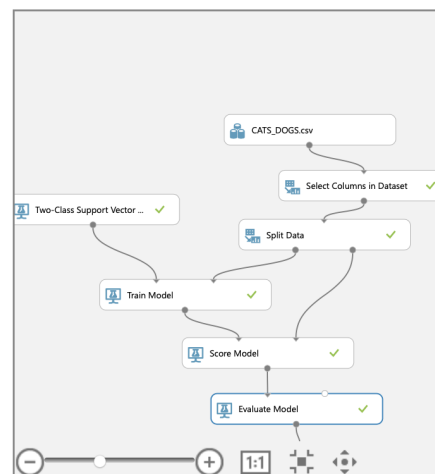 CATS_DOGS.csv
Select Columns in Dataset
Two-Class Support Vector ...
Split Data
Train Model
Score Model
Evaluate Model
1:1